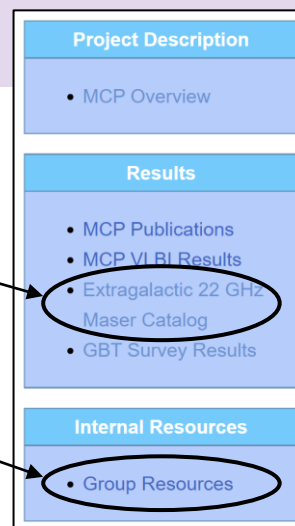 Project Description
• MCP Overview
Results
• MCP Publications
• MCP VLBI Results
• Extragalactic 22 GHz
Maser Catalog
• GBT Survey Results
Internal Resources
• Group Resources